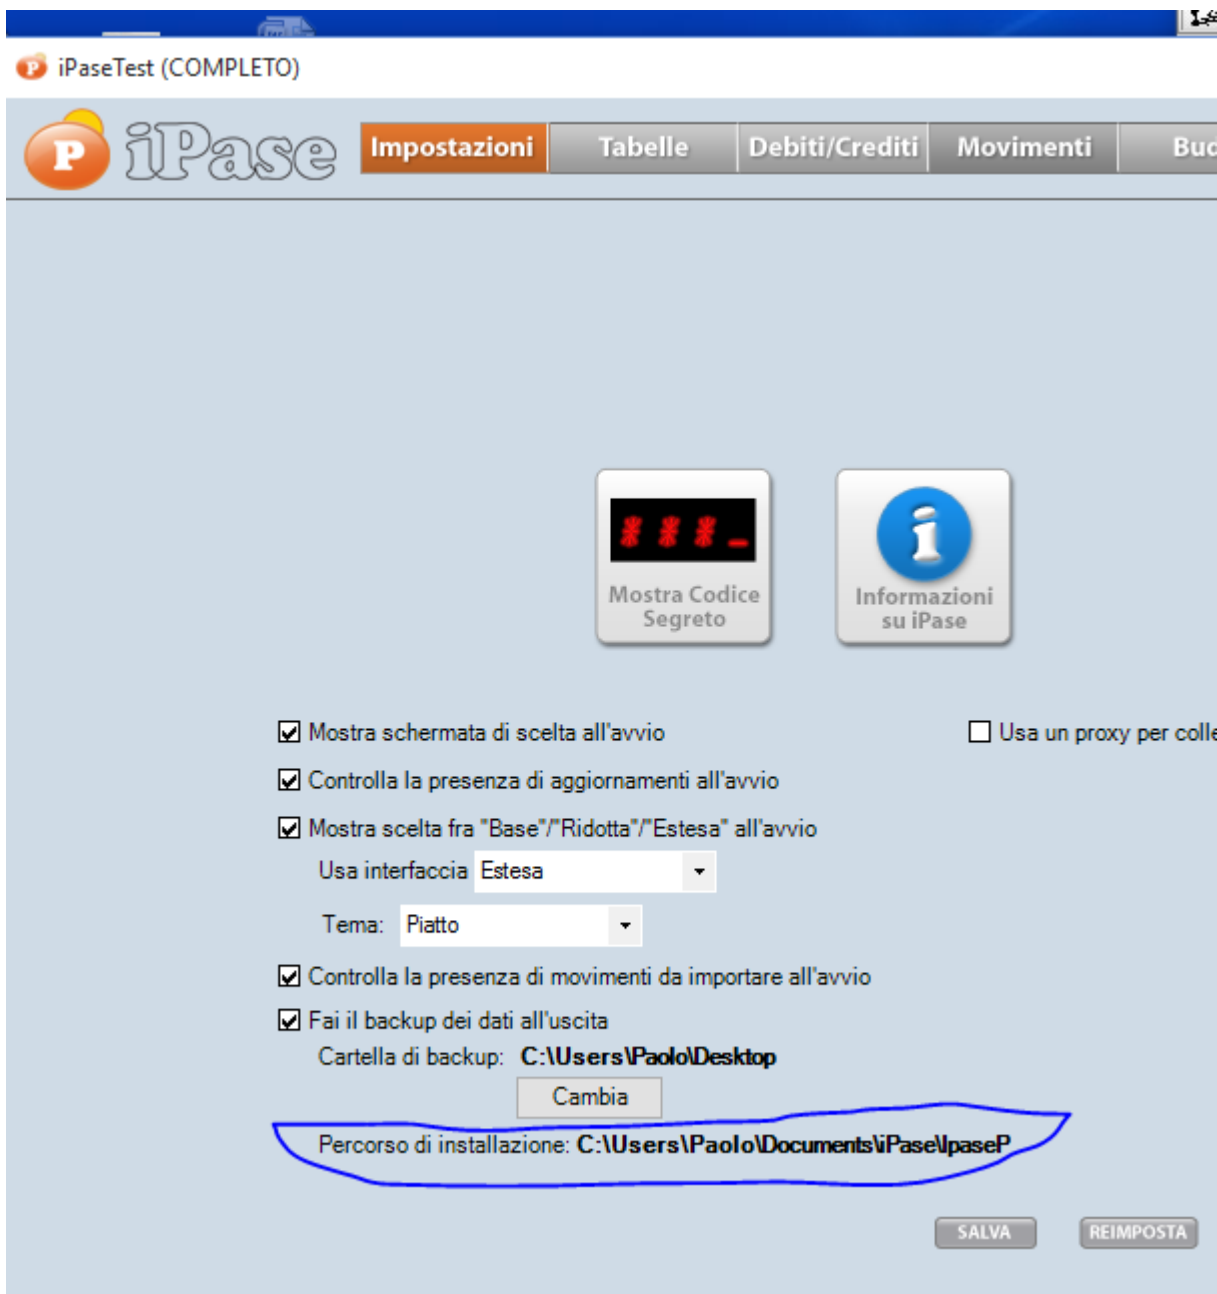 iPaseTest (COMPLETO)
P iPase Impostazioni Tabelle Debiti/Crediti Movimenti
***_
Mostra Codice
Segreto
i
Informazioni
su iPase
Mostra schermata di scelta all'avvio
Usa un proxy per
Controlla la presenza di aggiornamenti all'avvio
Mostra scelta fra "Base"/"Ridotta"/"Estesa" all'avvio
Usa interfaccia Estesa
Tema: Piatto
Controlla la presenza di movimenti da importare all'avvio
Fai il backup dei dati all'uscita
Cartella di backup: C:\Users\Paolo\Desktop
Cambia
Percorso di installazione: C:\Users\Paolo\Documents\iPase\IpaseP
SALVA REIMPOSTA